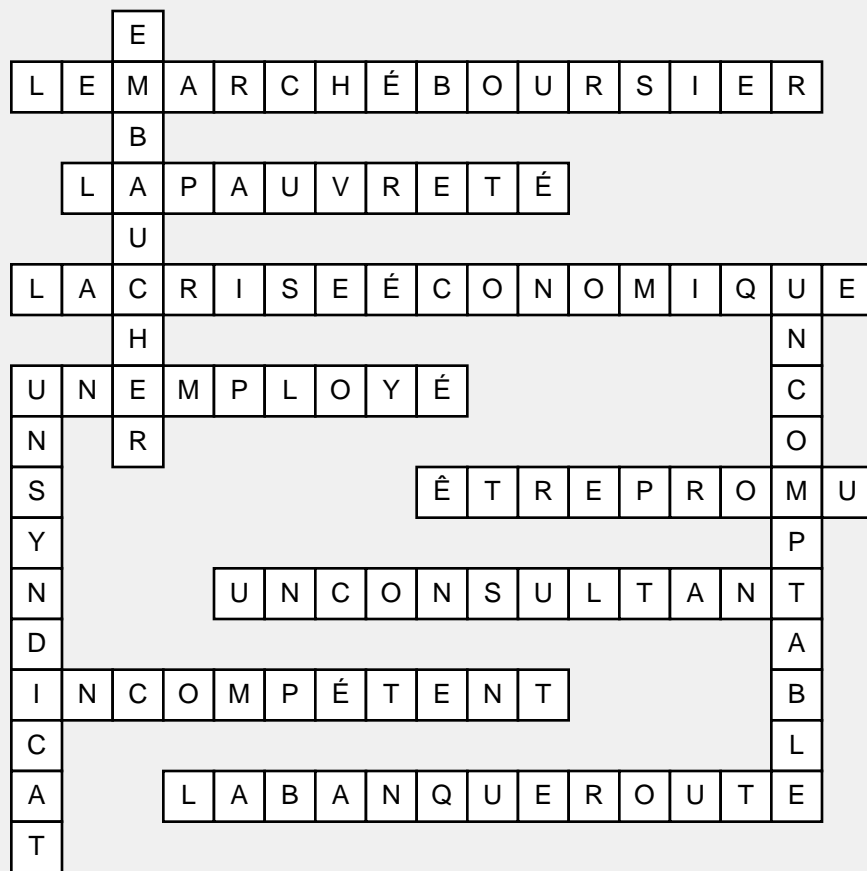 E
LEMARCHÉBOURSIER
B
LAPAUVRETÉ
U
LACRISEÉCONOMIQUE
H N
UNEMPLOYÉ C
N R O
S ÊTREPROMU
Y P
N UNCONSULTANT
D A
INCOMPÉTENT B
C L
A LABANQUEROUTE
T